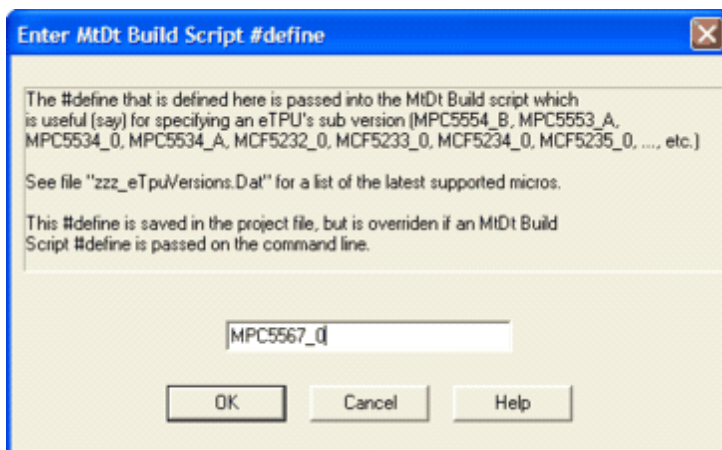 Enter MtDt Build Script #define
The #define that is defined here is passed into the MtDt Build script which
is useful (say) for specifying an eTPU's sub version (MPC5554_B, MPC5553_A,
MPC5534_0, MPC5534_A, MCF5232_0, MCF5233_0, MCF5234_0, MCF5235_0, ..., etc.)
See file "zzz_eTpuVersions.Dat" for a list of the latest supported micros.
This #define is saved in the project file, but is overriden if an MtDt Build
Script #define is passed on the command line.
MPC5567_0
OK Cancel Help